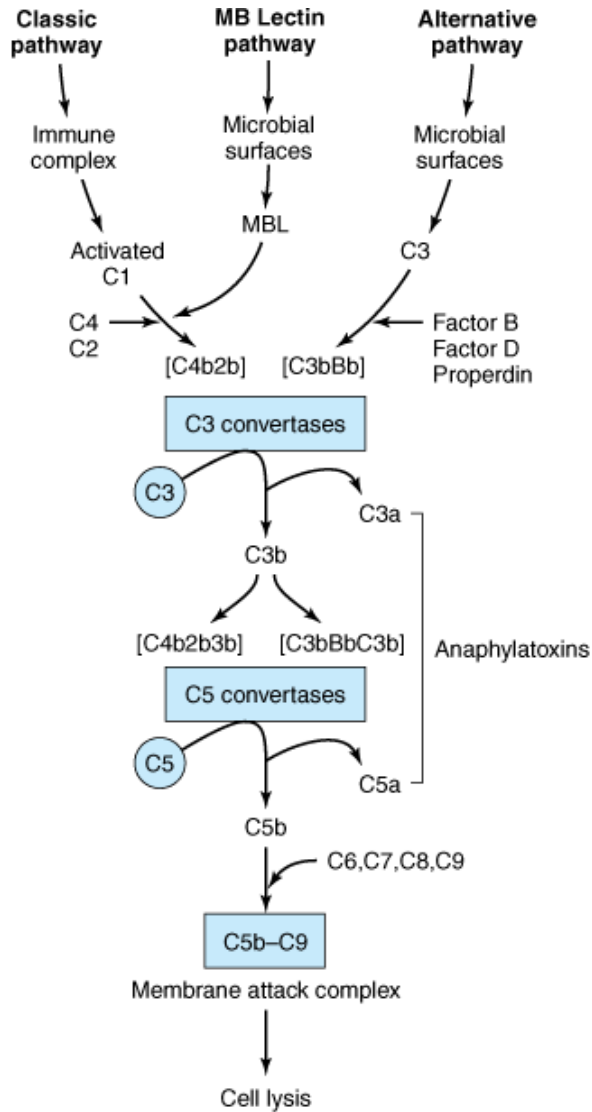 Classic
pathway
MB Lectin
pathway
Alternative
pathway
Immune
complex
Microbial
surfaces
Microbial
surfaces
MBL
Activated
C1
C3
C4
C2
Factor B
Factor D
Properdin
[C4b2b]
[C3bBb]
C3 convertases
C3
C3a
C3b
[C4b2b3b]
[C3bBbC3b]
Anaphylatoxins
C5 convertases
C5
C5a
C5b
C6,C7,C8,C9
C5b–C9
Membrane attack complex
Cell lysis